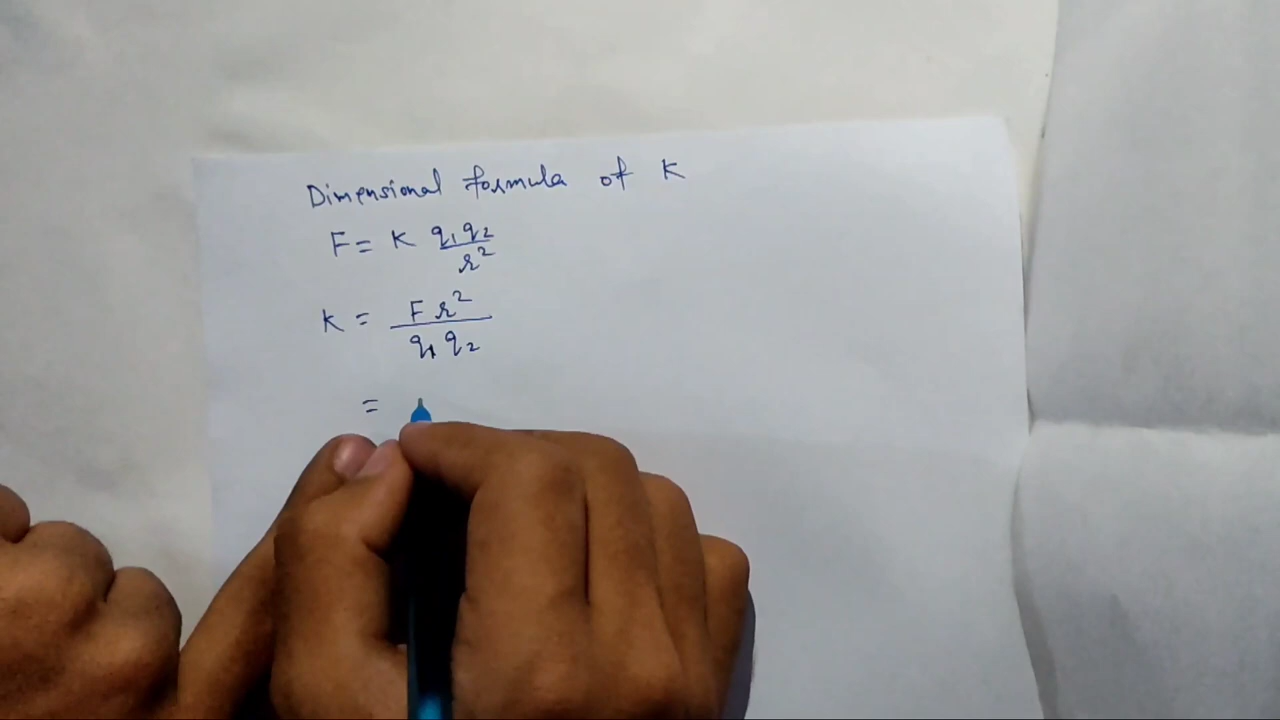 Dimensional formula of K
F = K q₁q₂/r²
K = Fr²/q₁q₂
=